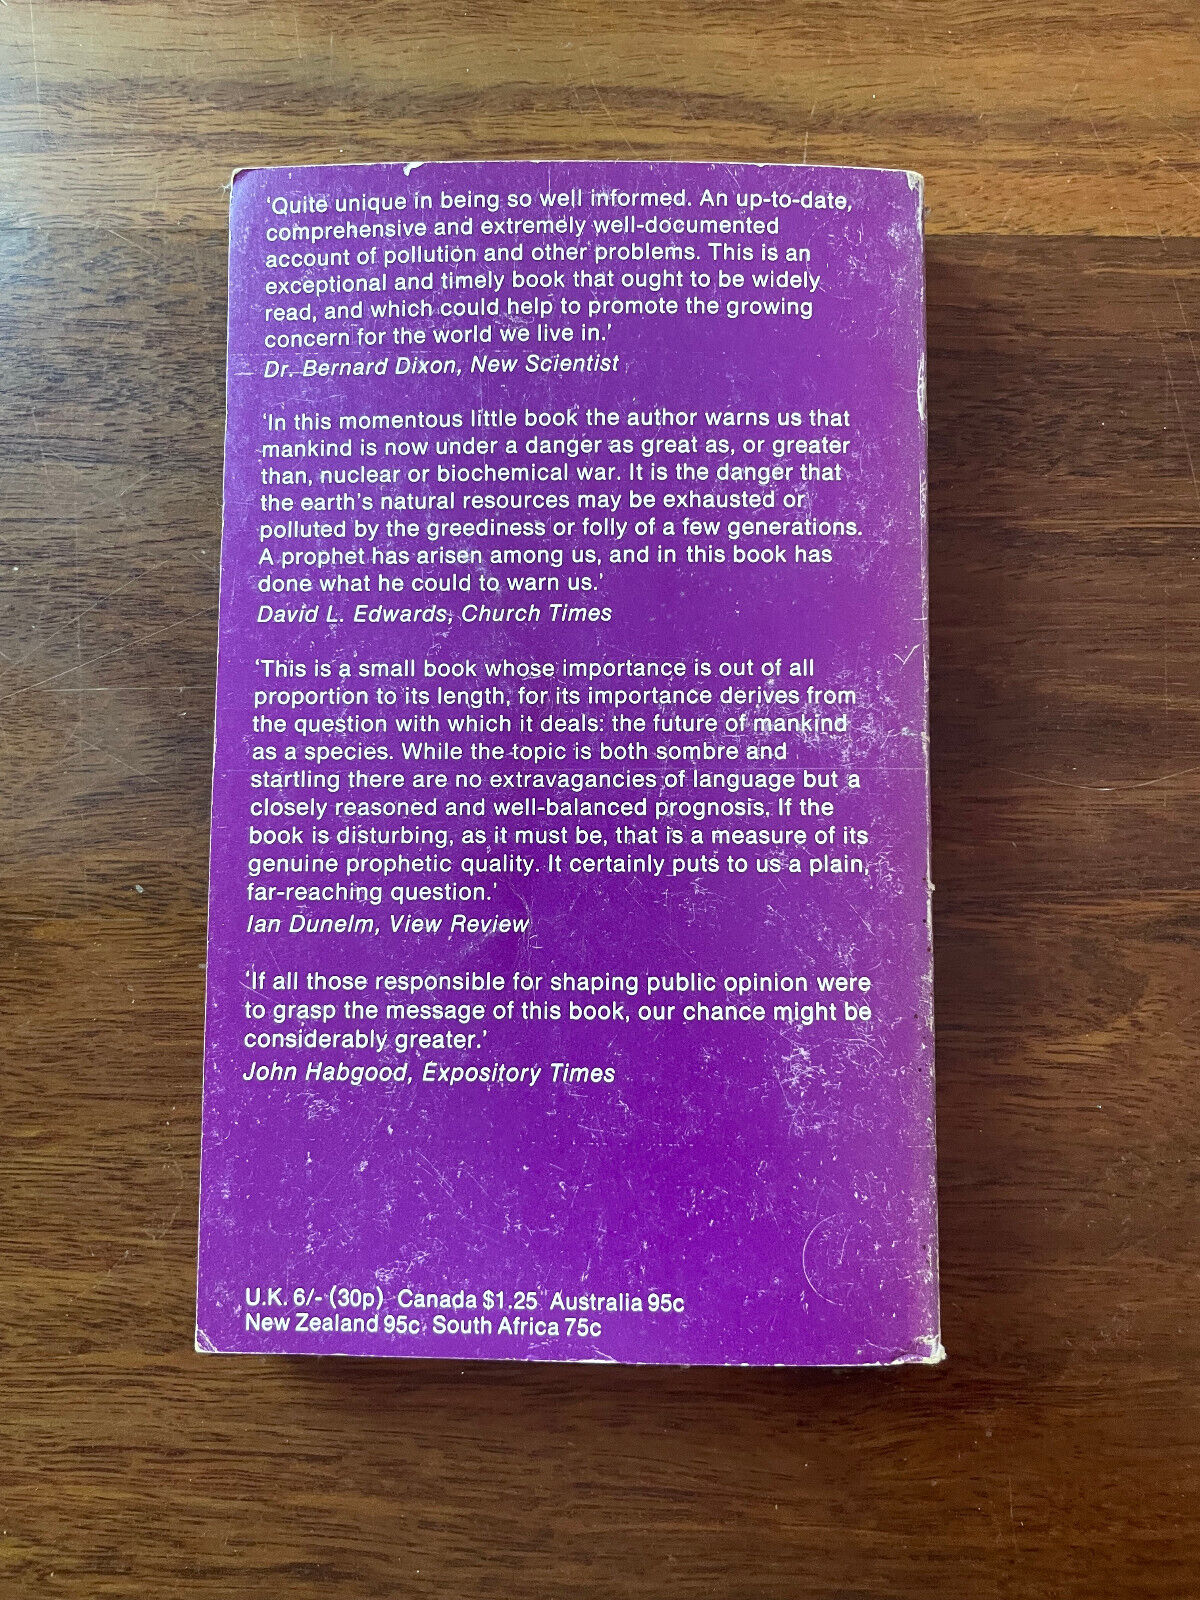 ‘Quite unique in being so well informed. An up-to-date,
comprehensive and extremely well-documented
account of pollution and other problems. This is an
exceptional and timely book that ought to be widely
read, and which could help to promote the growing
concern for the world we live in.’
Dr. Bernard Dixon, New Scientist
‘In this momentous little book the author warns us that
mankind is now under a danger as great as, or greater
than, nuclear or biochemical war. It is the danger that
the earth’s natural resources may be exhausted or
polluted by the greediness or folly of a few generations.
A prophet has arisen among us, and in this book has
done what he could to warn us.’
David L. Edwards, Church Times
‘This is a small book whose importance is out of all
proportion to its length, for its importance derives from
the question with which it deals: the future of mankind
as a species. While the topic is both sombre and
startling there are no extravagancies of language but a
closely reasoned and well-balanced prognosis. If the
book is disturbing, as it must be, that is a measure of its
genuine prophetic quality. It certainly puts to us a plain,
far-reaching question.’
Ian Dunelm, View Review
‘If all those responsible for shaping public opinion were
to grasp the message of this book, our chance might be
considerably greater.’
John Habgood, Expository Times
U.K. 6/- (30p) Canada $1.25 Australia 95c
New Zealand 95c South Africa 75c